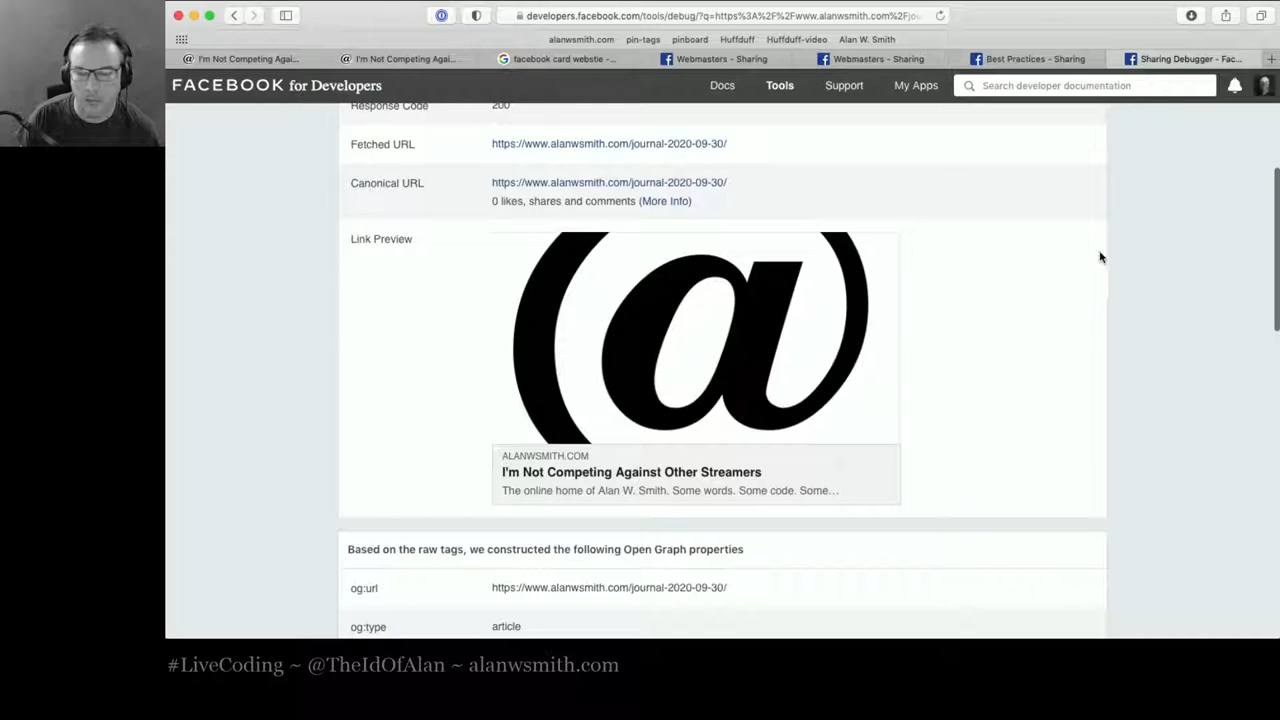 developers.facebook.com/tools/debug/?q=https%3A%2F%2Fwww.alanwsmith.com%2Fjo
alanwsmith.com pin-tags pinboard Huffduff Huffduff-video Alan W. Smith
I'm Not Competing Agai... I'm Not Competing Agai... facebook card webstie -... Webmasters - Sharing Webmasters - Sharing Best Practices - Sharing Sharing Debugger - Fac...
FACEBOOK for Developers Docs Tools Support My Apps Search developer documentation
Response Code 200
Fetched URL https://www.alanwsmith.com/journal-2020-09-30/
Canonical URL https://www.alanwsmith.com/journal-2020-09-30/
0 likes, shares and comments (More Info)
Link Preview
@
ALANWSMITH.COM
I'm Not Competing Against Other Streamers
The online home of Alan W. Smith. Some words. Some code. Some...
Based on the raw tags, we constructed the following Open Graph properties
og:url https://www.alanwsmith.com/journal-2020-09-30/
og:type article
#LiveCoding ~ @TheIdOfAlan ~ alanwsmith.com